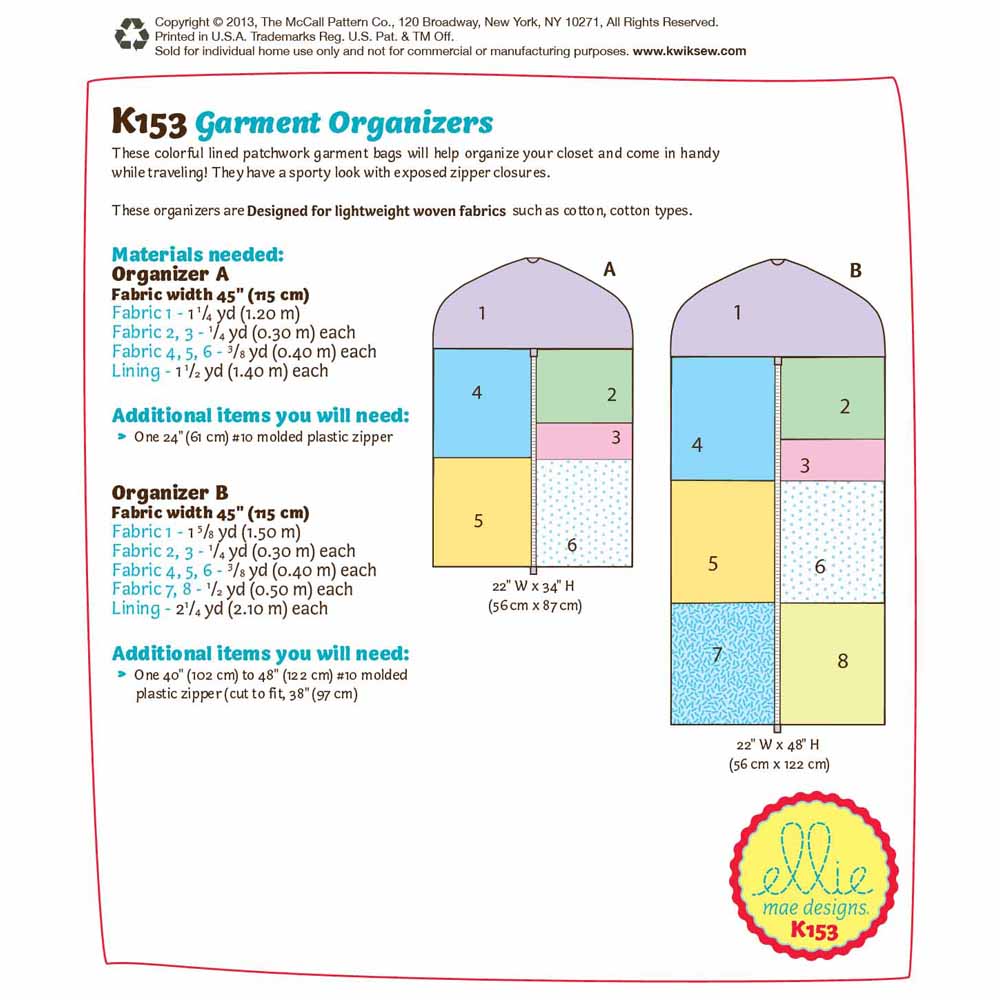 Copyright © 2013, The McCall Pattern Co., 120 Broadway, New York, NY 10271, All Rights Reserved.
Printed in U.S.A. Trademarks Reg. U.S. Pat. & TM Off.
Sold for individual home use only and not for commercial or manufacturing purposes. www.kwiksew.com
K153 Garment Organizers
These colorful lined patchwork garment bags will help organize your closet and come in handy
while traveling! They have a sporty look with exposed zipper closures.
These organizers are Designed for lightweight woven fabrics such as cotton, cotton types.
Materials needed:
Organizer A
Fabric width 45" (115 cm)
Fabric 1 - 1 1/4 yd (1.20 m)
Fabric 2, 3 - 1/4 yd (0.30 m) each
Fabric 4, 5, 6 - 3/8 yd (0.40 m) each
Lining - 1 1/2 yd (1.40 m) each
Additional items you will need:
➤ One 24" (61 cm) #10 molded plastic zipper
Organizer B
Fabric width 45" (115 cm)
Fabric 1 - 1 5/8 yd (1.50 m)
Fabric 2, 3 - 1/4 yd (0.30 m) each
Fabric 4, 5, 6 - 3/8 yd (0.40 m) each
Fabric 7, 8 - 1/2 yd (0.50 m) each
Lining - 2 1/4 yd (2.10 m) each
Additional items you will need:
➤ One 40" (102 cm) to 48" (122 cm) #10 molded
plastic zipper (cut to fit, 38" (97 cm)
A
1
4
2
3
5
6
22" W x 34" H
(56 cm x 87 cm)
B
1
2
4
3
5
6
7
8
22" W x 48" H
(56 cm x 122 cm)
ellie
mae designs.
K153